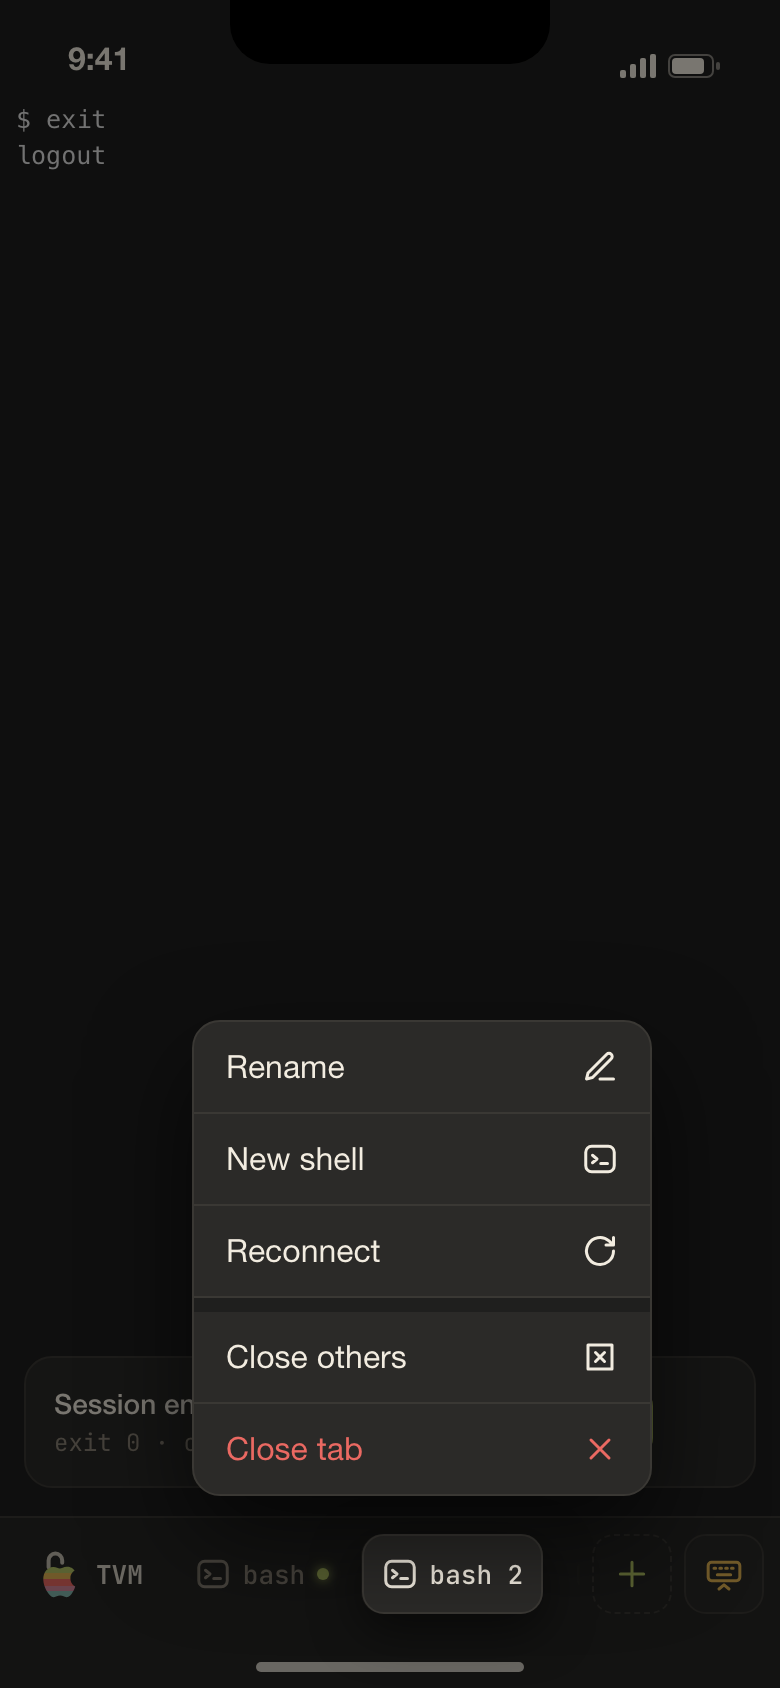 9:41
$ exit
logout
Rename
New shell
Reconnect
Close others
Close tab
Session
exit 0 ·
TVM
bash
bash 2